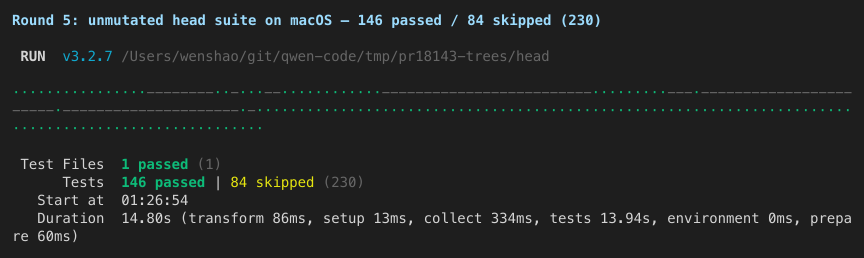 Round 5: unmutated head suite on macOS — 146 passed / 84 skipped (230)
RUN v3.2.7 /Users/wenshao/git/qwen-code/tmp/pr18143-trees/head
Test Files 1 passed (1)
Tests 146 passed | 84 skipped (230)
Start at 01:26:54
Duration 14.80s (transform 86ms, setup 13ms, collect 334ms, tests 13.94s, environment 0ms, prepa
re 60ms)